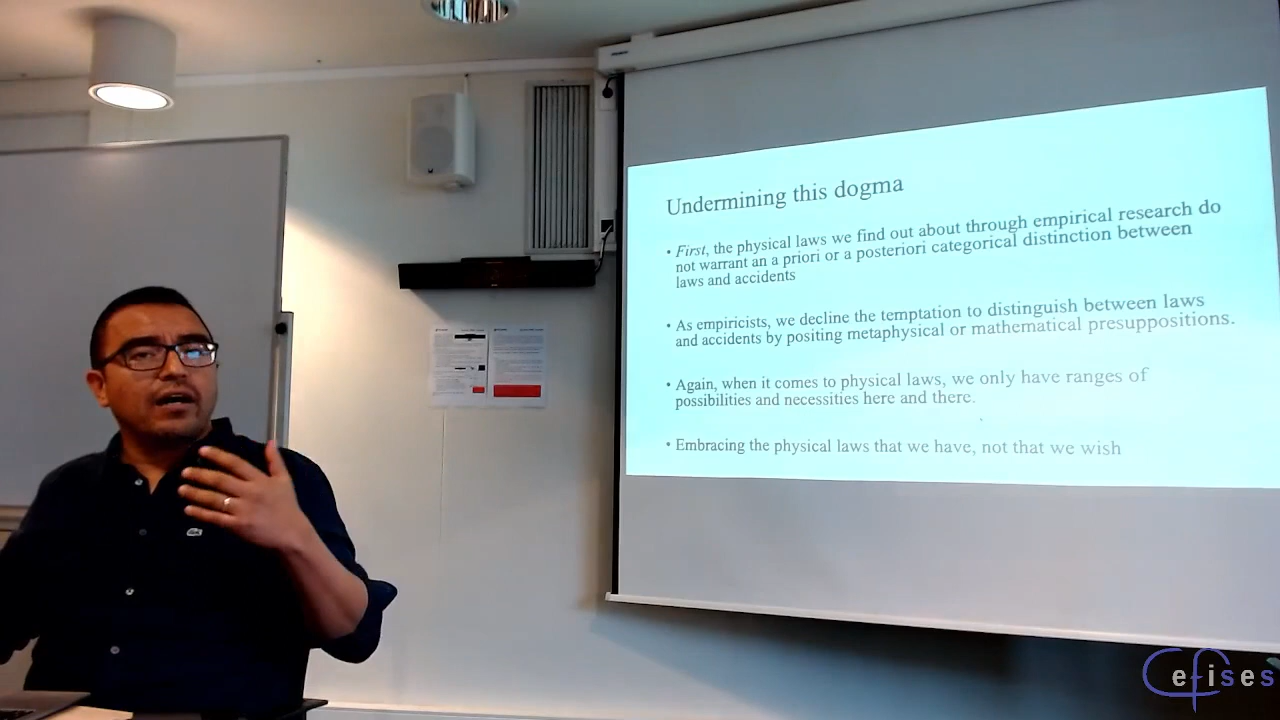 Undermining this dogma
• First, the physical laws we find out about through empirical research do
not warrant an a priori or a posteriori categorical distinction between
laws and accidents
• As empiricists, we decline the temptation to distinguish between laws
and accidents by positing metaphysical or mathematical presuppositions.
• Again, when it comes to physical laws, we only have ranges of
possibilities and necessities here and there.
• Embracing the physical laws that we have, not that we wish
Cefises